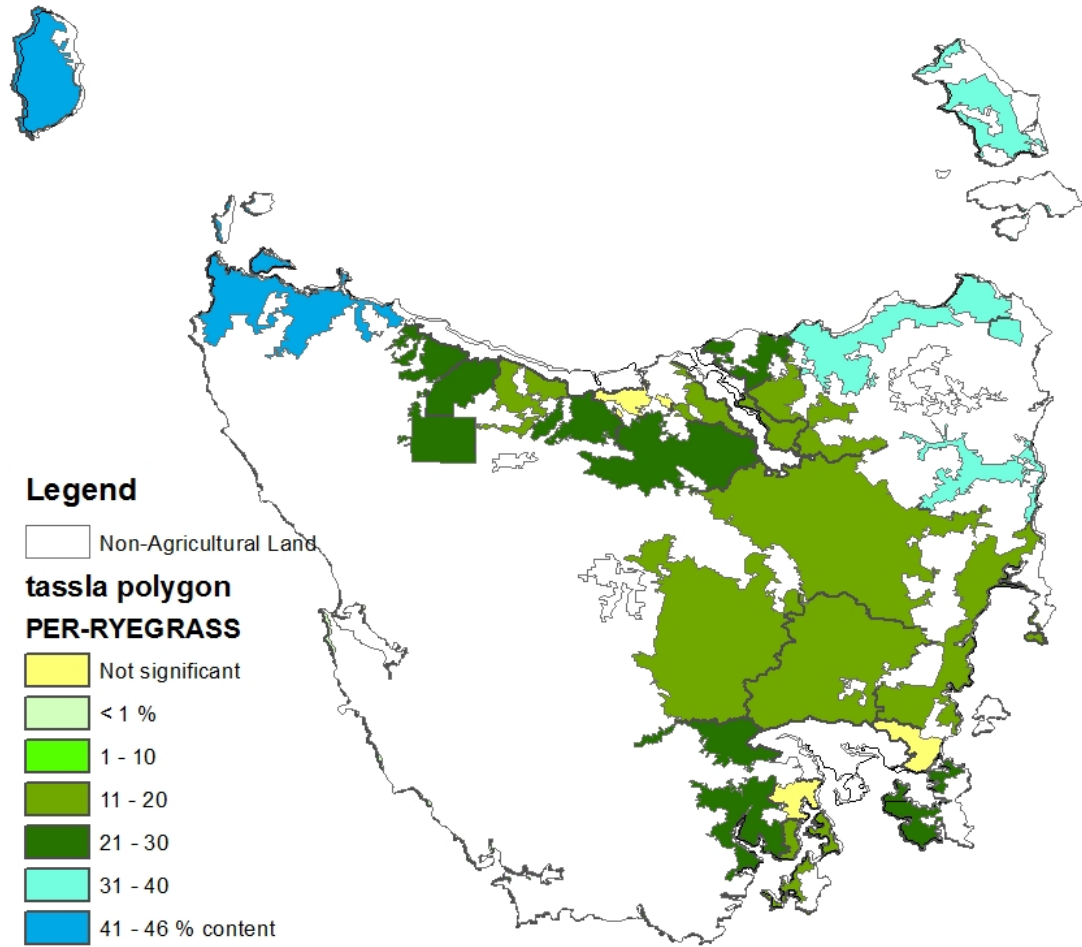 Legend
Non-Agricultural Land
tassla polygon
PER-RYEGRASS
Not significant
< 1 %
1 - 10
11 - 20
21 - 30
31 - 40
41 - 46 % content